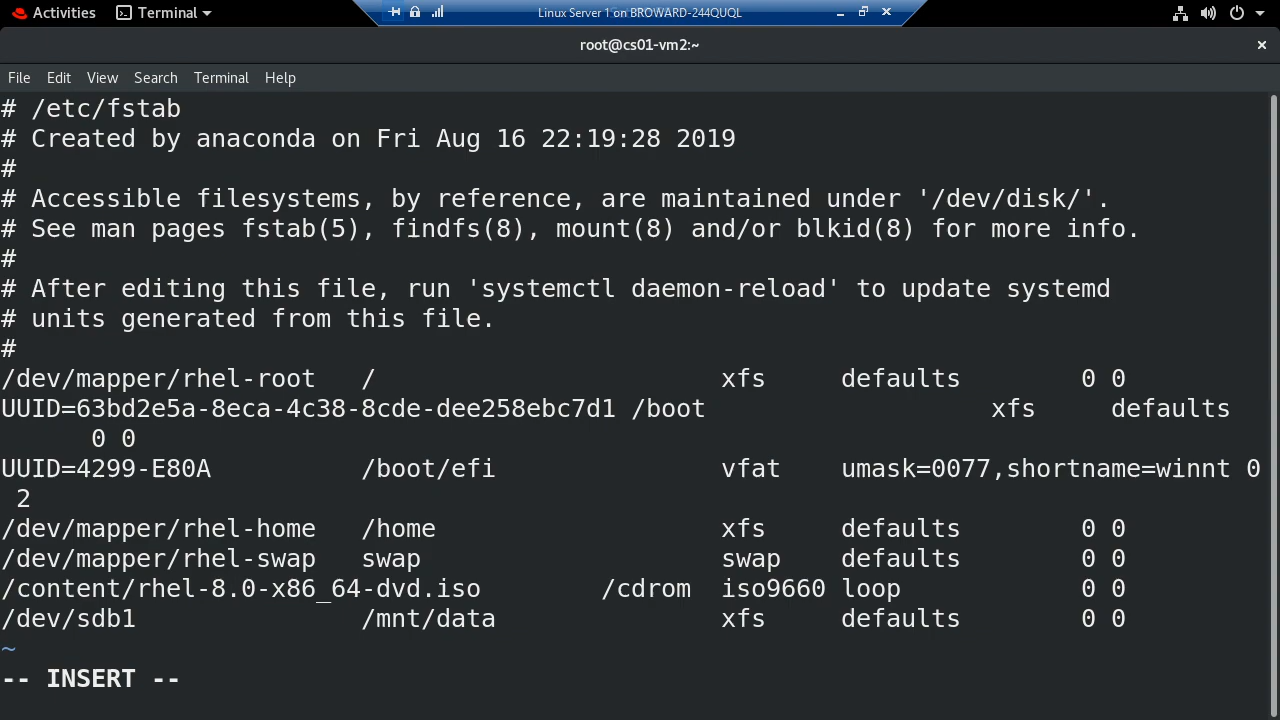 Activities Terminal Linux Server 1 on BROWARD-244QUQL
root@cs01-vm2:~
File Edit View Search Terminal Help
# /etc/fstab
# Created by anaconda on Fri Aug 16 22:19:28 2019
#
# Accessible filesystems, by reference, are maintained under '/dev/disk/'.
# See man pages fstab(5), findfs(8), mount(8) and/or blkid(8) for more info.
#
# After editing this file, run 'systemctl daemon-reload' to update systemd
# units generated from this file.
#
/dev/mapper/rhel-root / xfs defaults 0 0
UUID=63bd2e5a-8eca-4c38-8cde-dee258ebc7d1 /boot xfs defaults
0 0
UUID=4299-E80A /boot/efi vfat umask=0077,shortname=winnt 0
2
/dev/mapper/rhel-home /home xfs defaults 0 0
/dev/mapper/rhel-swap swap swap defaults 0 0
/content/rhel-8.0-x86_64-dvd.iso /cdrom iso9660 loop 0 0
/dev/sdb1 /mnt/data xfs defaults 0 0
~
-- INSERT --